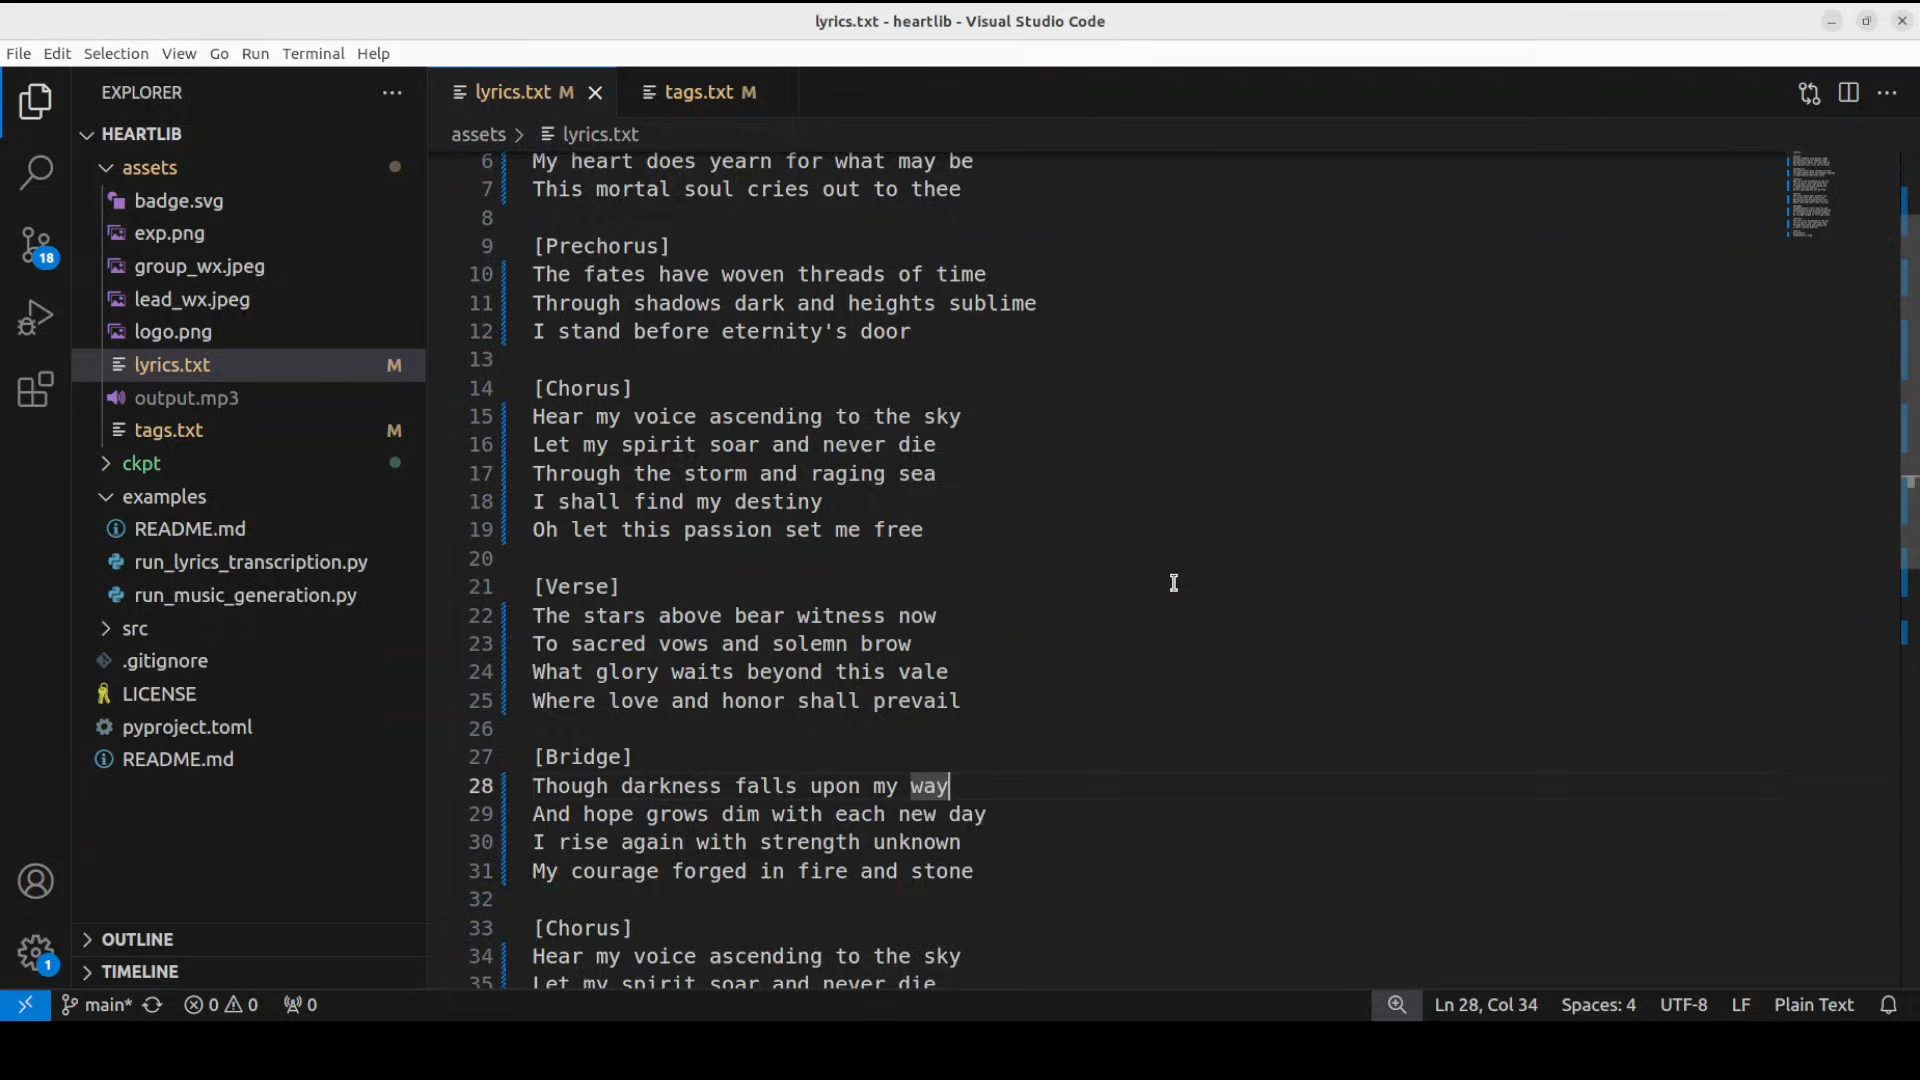 lyrics.txt - heartlib - Visual Studio Code
File Edit Selection View Go Run Terminal Help
EXPLORER
lyrics.txt M
tags.txt M
HEARTLIB
assets > lyrics.txt
assets
badge.svg
exp.png
group_wx.jpeg
lead_wx.jpeg
logo.png
lyrics.txt M
output.mp3
tags.txt M
ckpt
examples
README.md
run_lyrics_transcription.py
run_music_generation.py
src
.gitignore
LICENSE
pyproject.toml
README.md
OUTLINE
TIMELINE
18
1
6 My heart does yearn for what may be
7 This mortal soul cries out to thee
8
9 [Prechorus]
10 The fates have woven threads of time
11 Through shadows dark and heights sublime
12 I stand before eternity's door
13
14 [Chorus]
15 Hear my voice ascending to the sky
16 Let my spirit soar and never die
17 Through the storm and raging sea
18 I shall find my destiny
19 Oh let this passion set me free
20
21 [Verse]
22 The stars above bear witness now
23 To sacred vows and solemn brow
24 What glory waits beyond this vale
25 Where love and honor shall prevail
26
27 [Bridge]
28 Though darkness falls upon my way
29 And hope grows dim with each new day
30 I rise again with strength unknown
31 My courage forged in fire and stone
32
33 [Chorus]
34 Hear my voice ascending to the sky
35 Let my spirit soar and never die
main* 0 0 0 Ln 28, Col 34 Spaces: 4 UTF-8 LF Plain Text